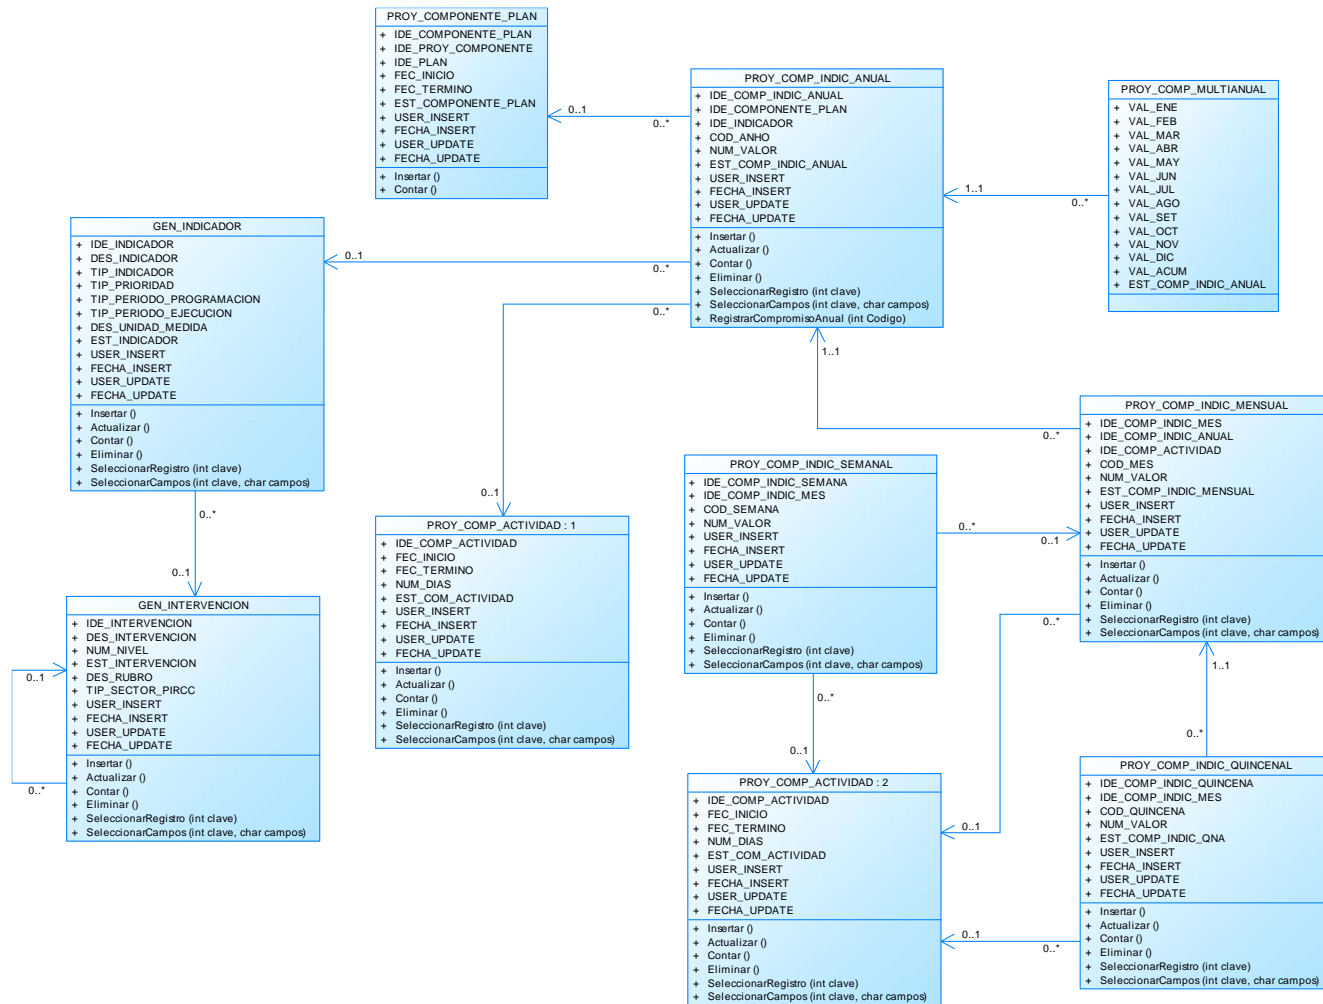 PROY_COMPONENTE_PLAN
+ IDE_COMPONENTE_PLAN
+ IDE_PROY_COMPONENTE
+ IDE_PLAN
+ FEC_INICIO
+ FEC_TERMINO
+ EST_COMPONENTE_PLAN
+ USER_INSERT
+ FECHA_INSERT
+ USER_UPDATE
+ FECHA_UPDATE
+ Insertar ()
+ Contar ()
0..1
0..*
PROY_COMP_INDIC_ANUAL
+ IDE_COMP_INDIC_ANUAL
+ IDE_COMPONENTE_PLAN
+ IDE_INDICADOR
+ COD_ANHO
+ NUM_VALOR
+ EST_COMP_INDIC_ANUAL
+ USER_INSERT
+ FECHA_INSERT
+ USER_UPDATE
+ FECHA_UPDATE
+ Insertar ()
+ Actualizar ()
+ Contar ()
+ Eliminar ()
+ SeleccionarRegistro (int clave)
+ SeleccionarCampos (int clave, char campos)
+ RegistrarCompromisoAnual (int Codigo)
1..1
0..*
PROY_COMP_MULTIANUAL
+ VAL_ENE
+ VAL_FEB
+ VAL_MAR
+ VAL_ABR
+ VAL_MAY
+ VAL_JUN
+ VAL_JUL
+ VAL_AGO
+ VAL_SET
+ VAL_OCT
+ VAL_NOV
+ VAL_DIC
+ VAL_ACUM
+ EST_COMP_INDIC_ANUAL
GEN_INDICADOR
+ IDE_INDICADOR
+ DES_INDICADOR
+ TIP_INDICADOR
+ TIP_PRIORIDAD
+ TIP_PERIODO_PROGRAMACION
+ TIP_PERIODO_EJECUCION
+ DES_UNIDAD_MEDIDA
+ EST_INDICADOR
+ USER_INSERT
+ FECHA_INSERT
+ USER_UPDATE
+ FECHA_UPDATE
+ Insertar ()
+ Actualizar ()
+ Contar ()
+ Eliminar ()
+ SeleccionarRegistro (int clave)
+ SeleccionarCampos (int clave, char campos)
0..1
0..*
0..*
0..1
1..1
0..*
0..*
0..1
PROY_COMP_INDIC_MENSUAL
+ IDE_COMP_INDIC_MES
+ IDE_COMP_INDIC_ANUAL
+ IDE_COMP_ACTIVIDAD
+ COD_MES
+ NUM_VALOR
+ EST_COMP_INDIC_MENSUAL
+ USER_INSERT
+ FECHA_INSERT
+ USER_UPDATE
+ FECHA_UPDATE
+ Insertar ()
+ Actualizar ()
+ Contar ()
+ Eliminar ()
+ SeleccionarRegistro (int clave)
+ SeleccionarCampos (int clave, char campos)
PROY_COMP_INDIC_SEMANAL
+ IDE_COMP_INDIC_SEMANA
+ IDE_COMP_INDIC_MES
+ COD_SEMANA
+ NUM_VALOR
+ USER_INSERT
+ FECHA_INSERT
+ USER_UPDATE
+ FECHA_UPDATE
+ Insertar ()
+ Actualizar ()
+ Contar ()
+ Eliminar ()
+ SeleccionarRegistro (int clave)
+ SeleccionarCampos (int clave, char campos)
0..*
0..1
PROY_COMP_ACTIVIDAD : 1
+ IDE_COMP_ACTIVIDAD
+ FEC_INICIO
+ FEC_TERMINO
+ NUM_DIAS
+ EST_COM_ACTIVIDAD
+ USER_INSERT
+ FECHA_INSERT
+ USER_UPDATE
+ FECHA_UPDATE
+ Insertar ()
+ Actualizar ()
+ Contar ()
+ Eliminar ()
+ SeleccionarRegistro (int clave)
+ SeleccionarCampos (int clave, char campos)
GEN_INTERVENCION
+ IDE_INTERVENCION
+ DES_INTERVENCION
+ NUM_NIVEL
+ EST_INTERVENCION
+ DES_RUBRO
+ TIP_SECTOR_PIRCC
+ USER_INSERT
+ FECHA_INSERT
+ USER_UPDATE
+ FECHA_UPDATE
+ Insertar ()
+ Actualizar ()
+ Contar ()
+ Eliminar ()
+ SeleccionarRegistro (int clave)
+ SeleccionarCampos (int clave, char campos)
0..1
0..*
0..*
0..1
0..*
0..1
1..1
0..*
PROY_COMP_ACTIVIDAD : 2
+ IDE_COMP_ACTIVIDAD
+ FEC_INICIO
+ FEC_TERMINO
+ NUM_DIAS
+ EST_COM_ACTIVIDAD
+ USER_INSERT
+ FECHA_INSERT
+ USER_UPDATE
+ FECHA_UPDATE
+ Insertar ()
+ Actualizar ()
+ Contar ()
+ Eliminar ()
+ SeleccionarRegistro (int clave)
+ SeleccionarCampos (int clave, char campos)
0..1
0..*
PROY_COMP_INDIC_QUINCENAL
+ IDE_COMP_INDIC_QUINCENA
+ IDE_COMP_INDIC_MES
+ COD_QUINCENA
+ NUM_VALOR
+ EST_COMP_INDIC_QNA
+ USER_INSERT
+ FECHA_INSERT
+ USER_UPDATE
+ FECHA_UPDATE
+ Insertar ()
+ Actualizar ()
+ Contar ()
+ Eliminar ()
+ SeleccionarRegistro (int clave)
+ SeleccionarCampos (int clave, char campos)